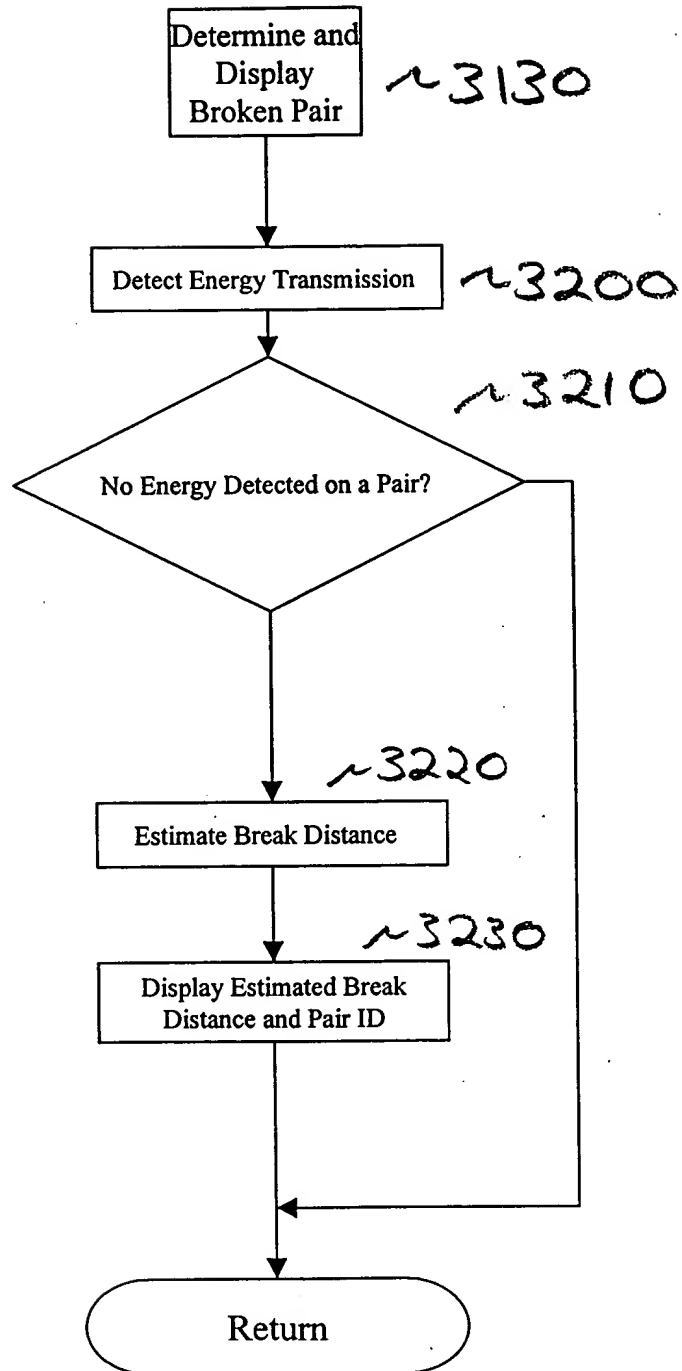 Determine and
Display
Broken Pair
~3130
Detect Energy Transmission
~3200
~3210
No Energy Detected on a Pair?
~3220
Estimate Break Distance
~3230
Display Estimated Break
Distance and Pair ID
Return